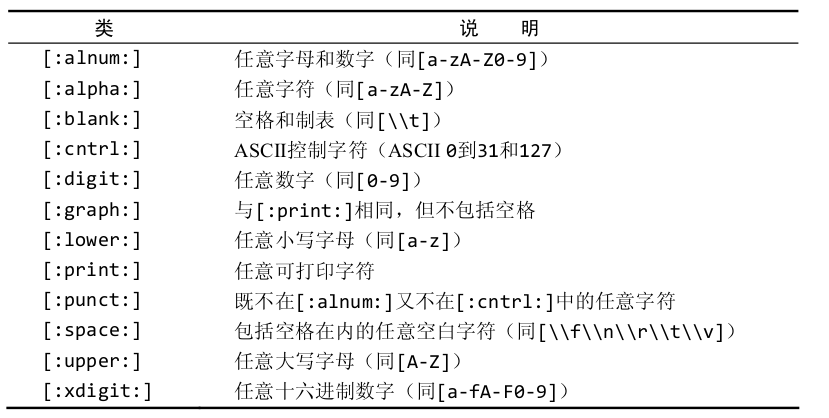 类 说 明
[:alnum:] 任意字母和数字（同[a-zA-Z0-9]）
[:alpha:] 任意字符（同[a-zA-Z]）
[:blank:] 空格和制表（同[\\t]）
[:cntrl:] ASCII控制字符（ASCII 0到31和127）
[:digit:] 任意数字（同[0-9]）
[:graph:] 与[:print:]相同，但不包括空格
[:lower:] 任意小写字母（同[a-z]）
[:print:] 任意可打印字符
[:punct:] 既不在[:alnum:]又不在[:cntrl:]中的任意字符
[:space:] 包括空格在内的任意空白字符（同[\\f\\n\\r\\t\\v]）
[:upper:] 任意大写字母（同[A-Z]）
[:xdigit:] 任意十六进制数字（同[a-fA-F0-9]）